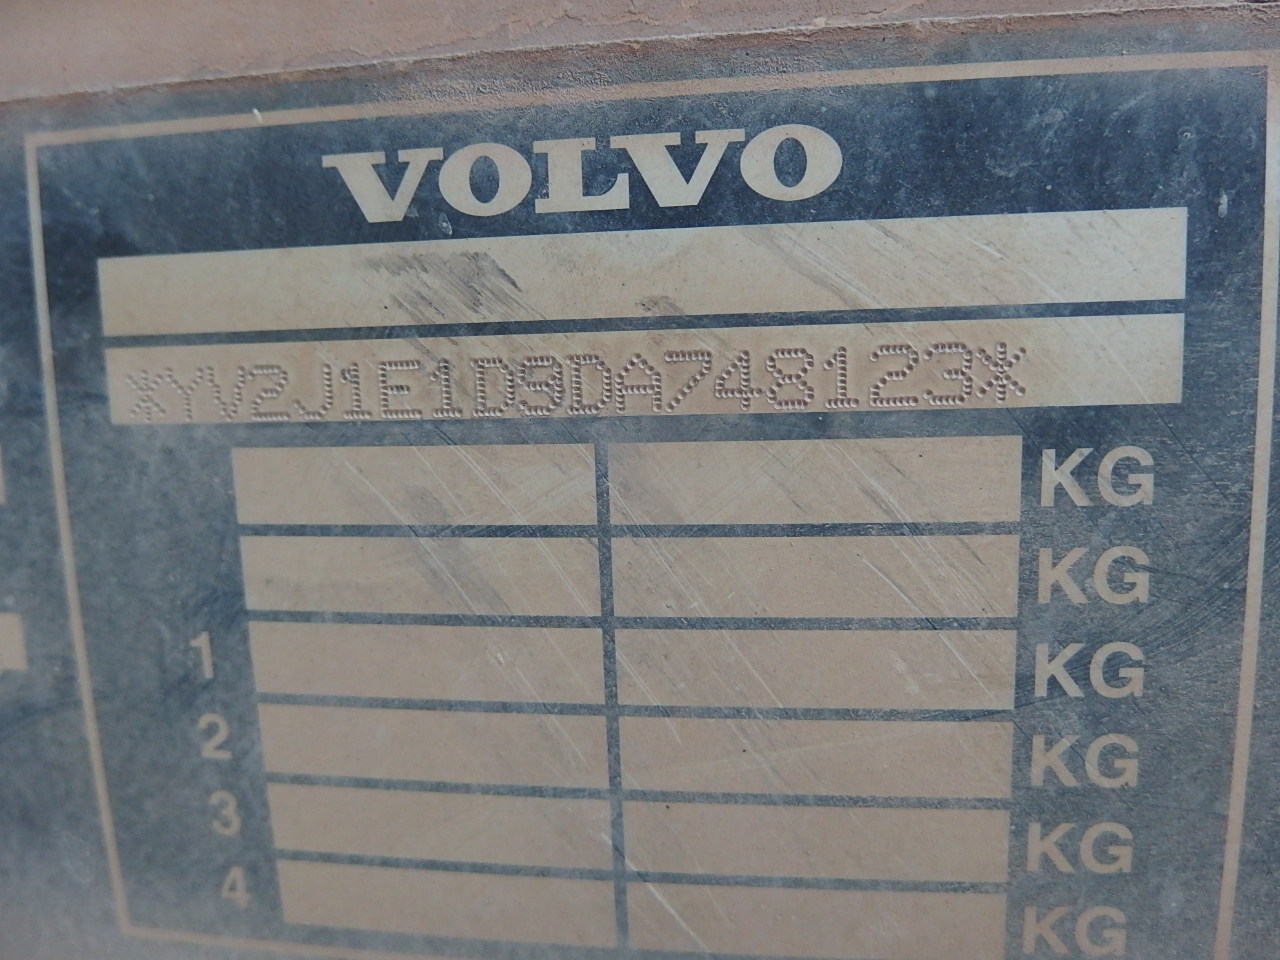 VOLVO
*YV2J1E1D9DA748123*
KG
KG
1 KG
2 KG
3 KG
4 KG